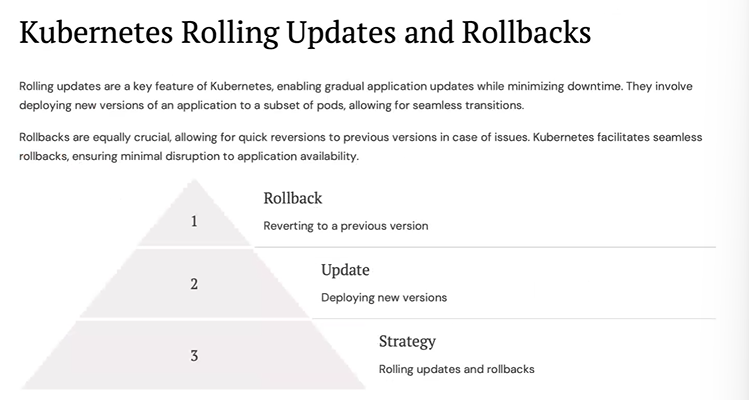 Kubernetes Rolling Updates and Rollbacks
Rolling updates are a key feature of Kubernetes, enabling gradual application updates while minimizing downtime. They involve
deploying new versions of an application to a subset of pods, allowing for seamless transitions.
Rollbacks are equally crucial, allowing for quick reversions to previous versions in case of issues. Kubernetes facilitates seamless
rollbacks, ensuring minimal disruption to application availability.
1
Rollback
Reverting to a previous version
2
Update
Deploying new versions
3
Strategy
Rolling updates and rollbacks